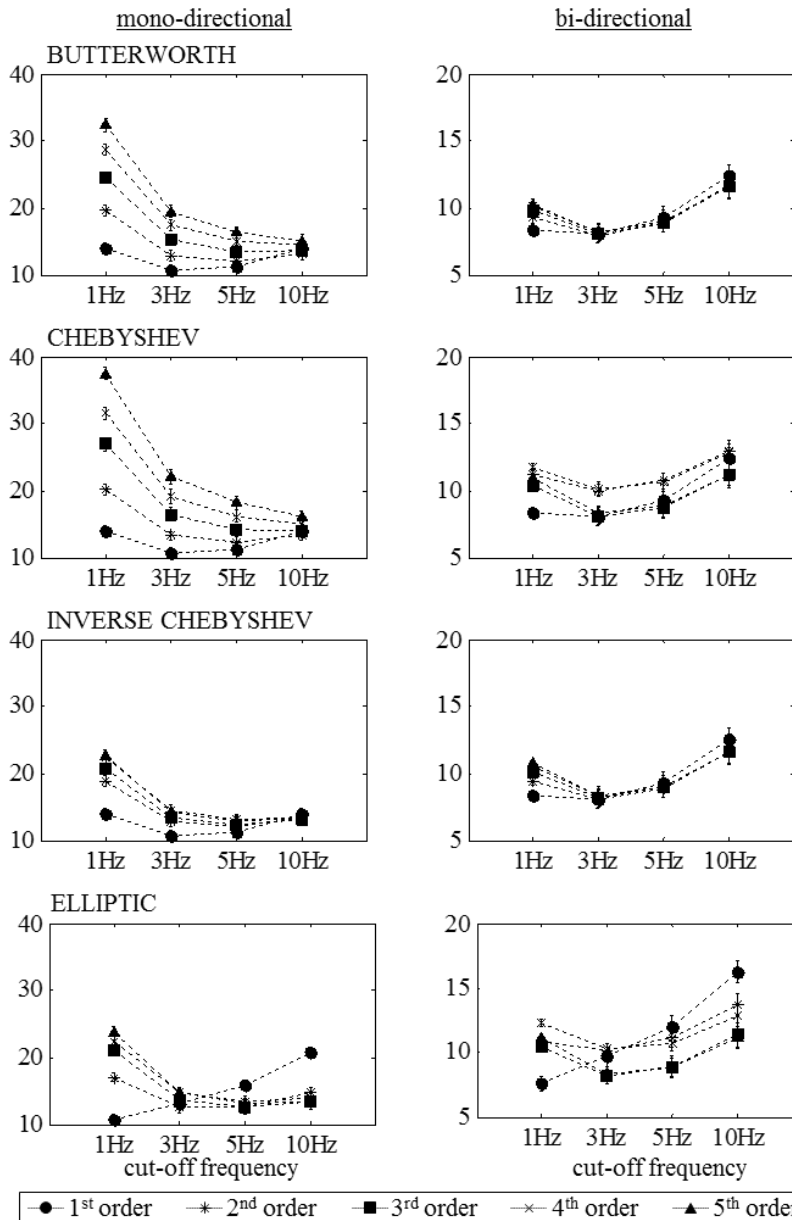 mono-directional bi-directional
BUTTERWORTH
40
30
20
10
1Hz 3Hz 5Hz 10Hz
20
15
10
5
1Hz 3Hz 5Hz 10Hz
CHEBYSHEV
40
30
20
10
1Hz 3Hz 5Hz 10Hz
20
15
10
5
1Hz 3Hz 5Hz 10Hz
INVERSE CHEBYSHEV
40
30
20
10
1Hz 3Hz 5Hz 10Hz
20
15
10
5
1Hz 3Hz 5Hz 10Hz
ELLIPTIC
40
30
20
10
1Hz 3Hz 5Hz 10Hz
cut-off frequency
20
15
10
5
1Hz 3Hz 5Hz 10Hz
cut-off frequency
1st order 2nd order 3rd order 4th order 5th order